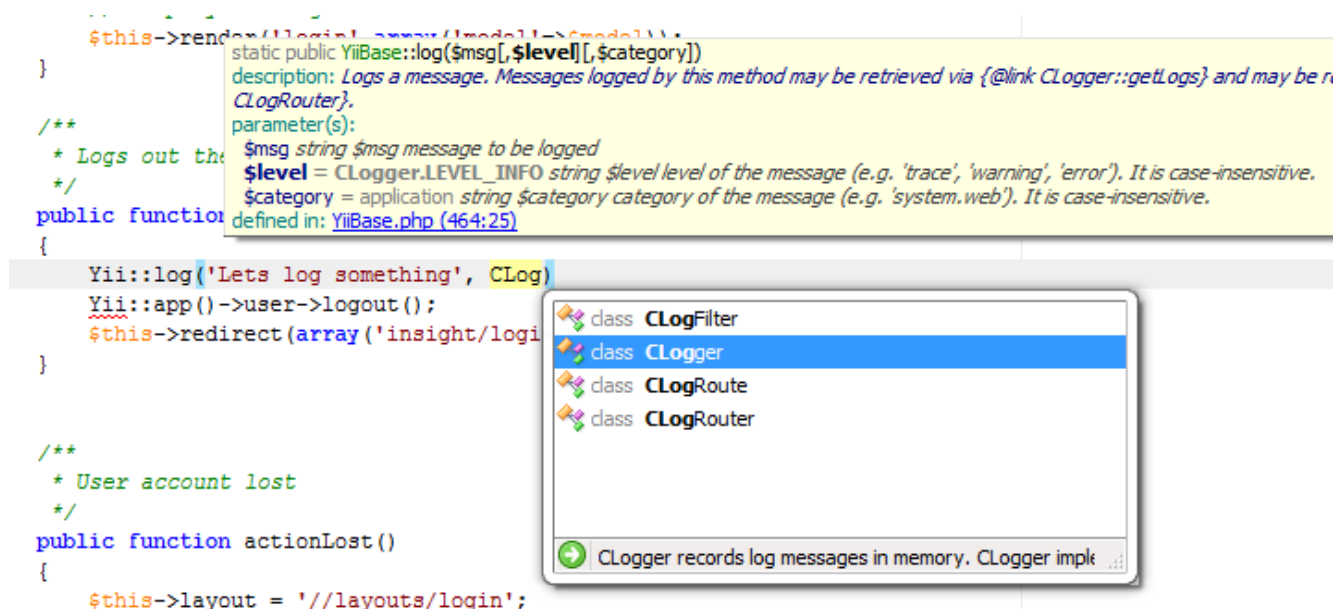 $this->render('login',array('model'=>$model));
static public YiiBase::log($msg[,$level][,$category])
}
description: Logs a message. Messages logged by this method may be retrieved via {@link CLogger::getLogs} and may be
CLogRouter}.
/**
parameter(s):
$msg string $msg message to be logged
* Logs out the
$level = CLogger.LEVEL_INFO string $level level of the message (e.g. 'trace', 'warning', 'error'). It is case-insensitive.
*/
$category = application string $category category of the message (e.g. 'system.web'). It is case-insensitive.
public function
defined in: YiiBase.php (464:25)
{
Yii::log('Lets log something', CLog)
Yii::app()->user->logout();
$this->redirect(array('insight/logi
}
class CLogFilter
class CLogger
class CLogRoute
class CLogRouter
CLogger records log messages in memory. CLogger imple
/**
* User account lost
*/
public function actionLost()
{
$this->layout = '//layouts/login';